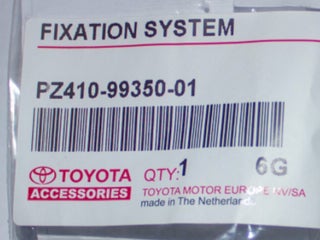 FIXATION SYSTEM
PZ410-99350-01
TOYOTA
ACCESSORIES
QTY:1
6G
TOYOTA MOTOR EUROPE NV/SA
made in The Netherlands